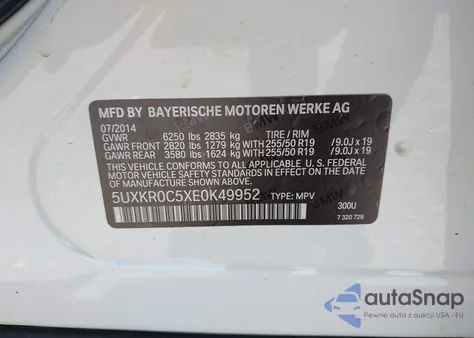 MFD BY BAYERISCHE MOTOREN WERKE AG
07/2014
GVWR 6250 lbs 2835 kg TIRE / RIM
GAWR FRONT 2820 lbs 1279 kg WITH 255/50 R19 /9.0J x 19
GAWR REAR 3580 lbs 1624 kg WITH 255/50 R19 /9.0J x 19
THIS VEHICLE CONFORMS TO ALL APPLICABLE U. S. FEDERAL
MOTOR VEHICLE SAFETY STANDARDS IN EFFECT ON THE
DATE OF MANUFACTURE SHOWN ABOVE.
5UXKR0C5XE0K49952 TYPE: MPV 300U
7 320 729
autoSnap
Pewne auta z aukcji USA i EU